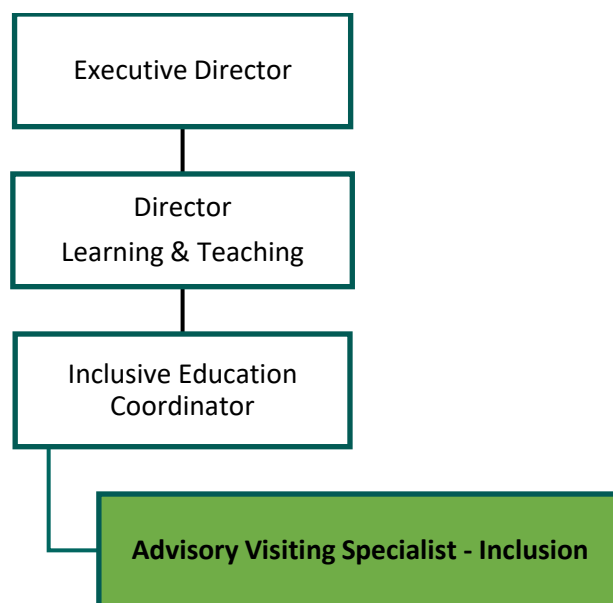 Executive Director
Director
Learning & Teaching
Inclusive Education
Coordinator
Advisory Visiting Specialist - Inclusion